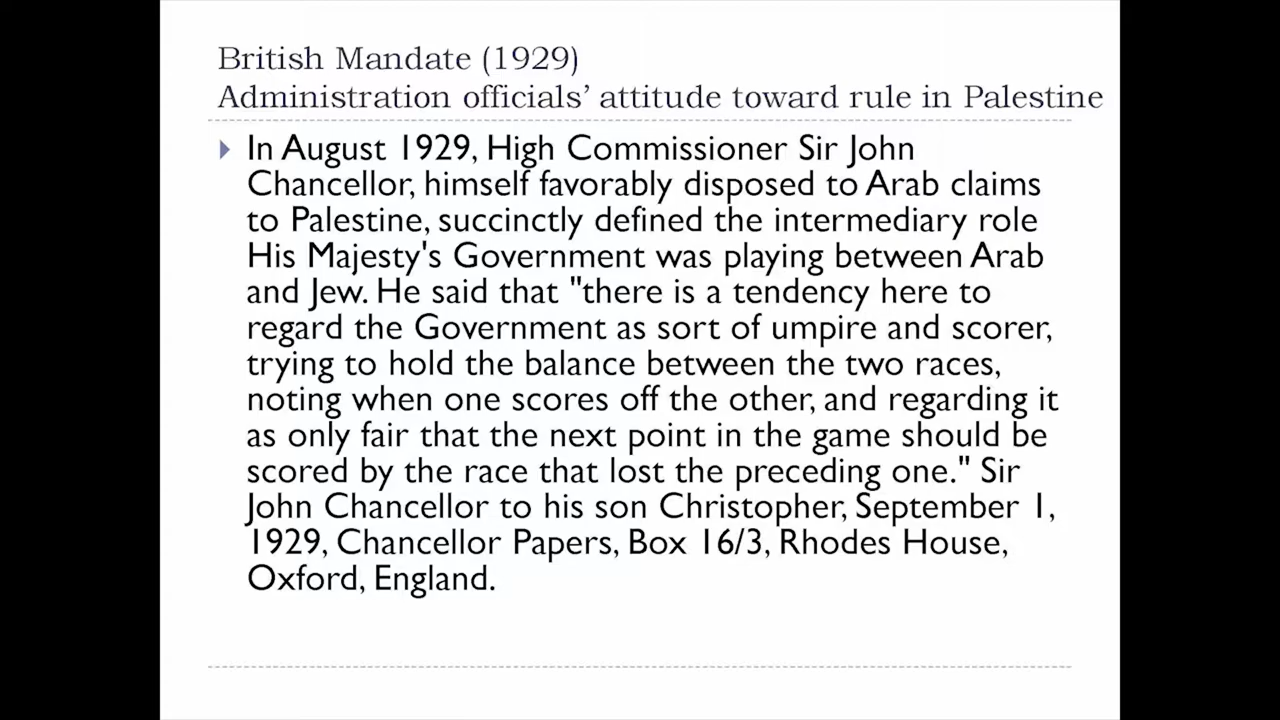 British Mandate (1929)
Administration officials’ attitude toward rule in Palestine
In August 1929, High Commissioner Sir John
Chancellor, himself favorably disposed to Arab claims
to Palestine, succinctly defined the intermediary role
His Majesty's Government was playing between Arab
and Jew. He said that "there is a tendency here to
regard the Government as sort of umpire and scorer,
trying to hold the balance between the two races,
noting when one scores off the other, and regarding it
as only fair that the next point in the game should be
scored by the race that lost the preceding one." Sir
John Chancellor to his son Christopher, September 1,
1929, Chancellor Papers, Box 16/3, Rhodes House,
Oxford, England.